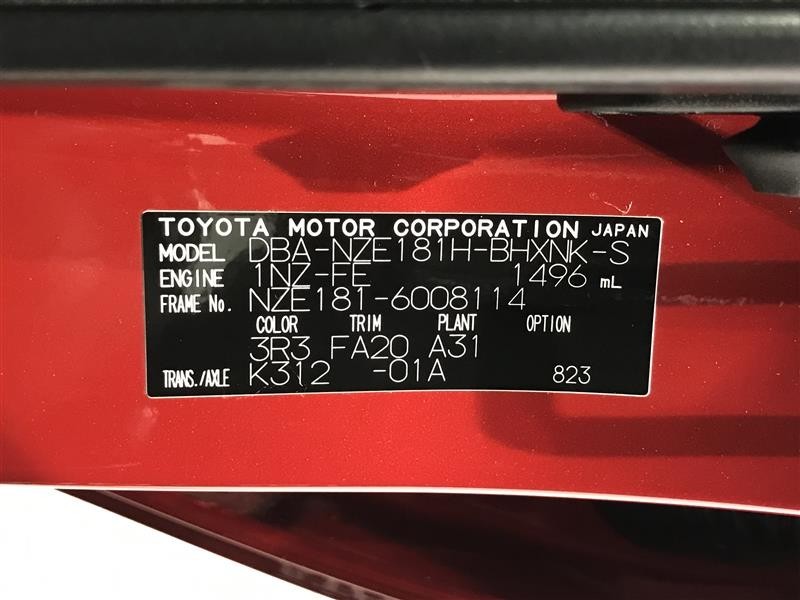 TOYOTA MOTOR CORPORATION JAPAN
MODEL DBA-NZE181H-BHXNK-S
ENGINE 1NZ-FE 1496 mL
FRAME No. NZE181-6008114
COLOR TRIM PLANT OPTION
3R3 FA20 A31
TRANS./AXLE K312 -01A 823